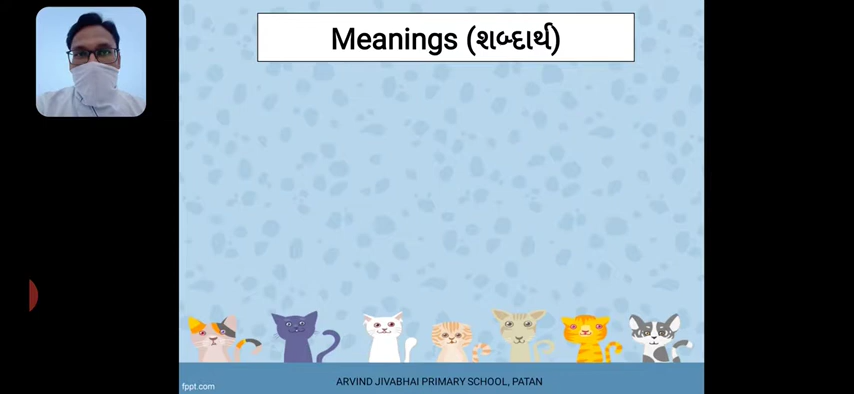 Meanings (શબ્દાર્થ)
ARVIND JIVABHAI PRIMARY SCHOOL, PATAN
fppt.com